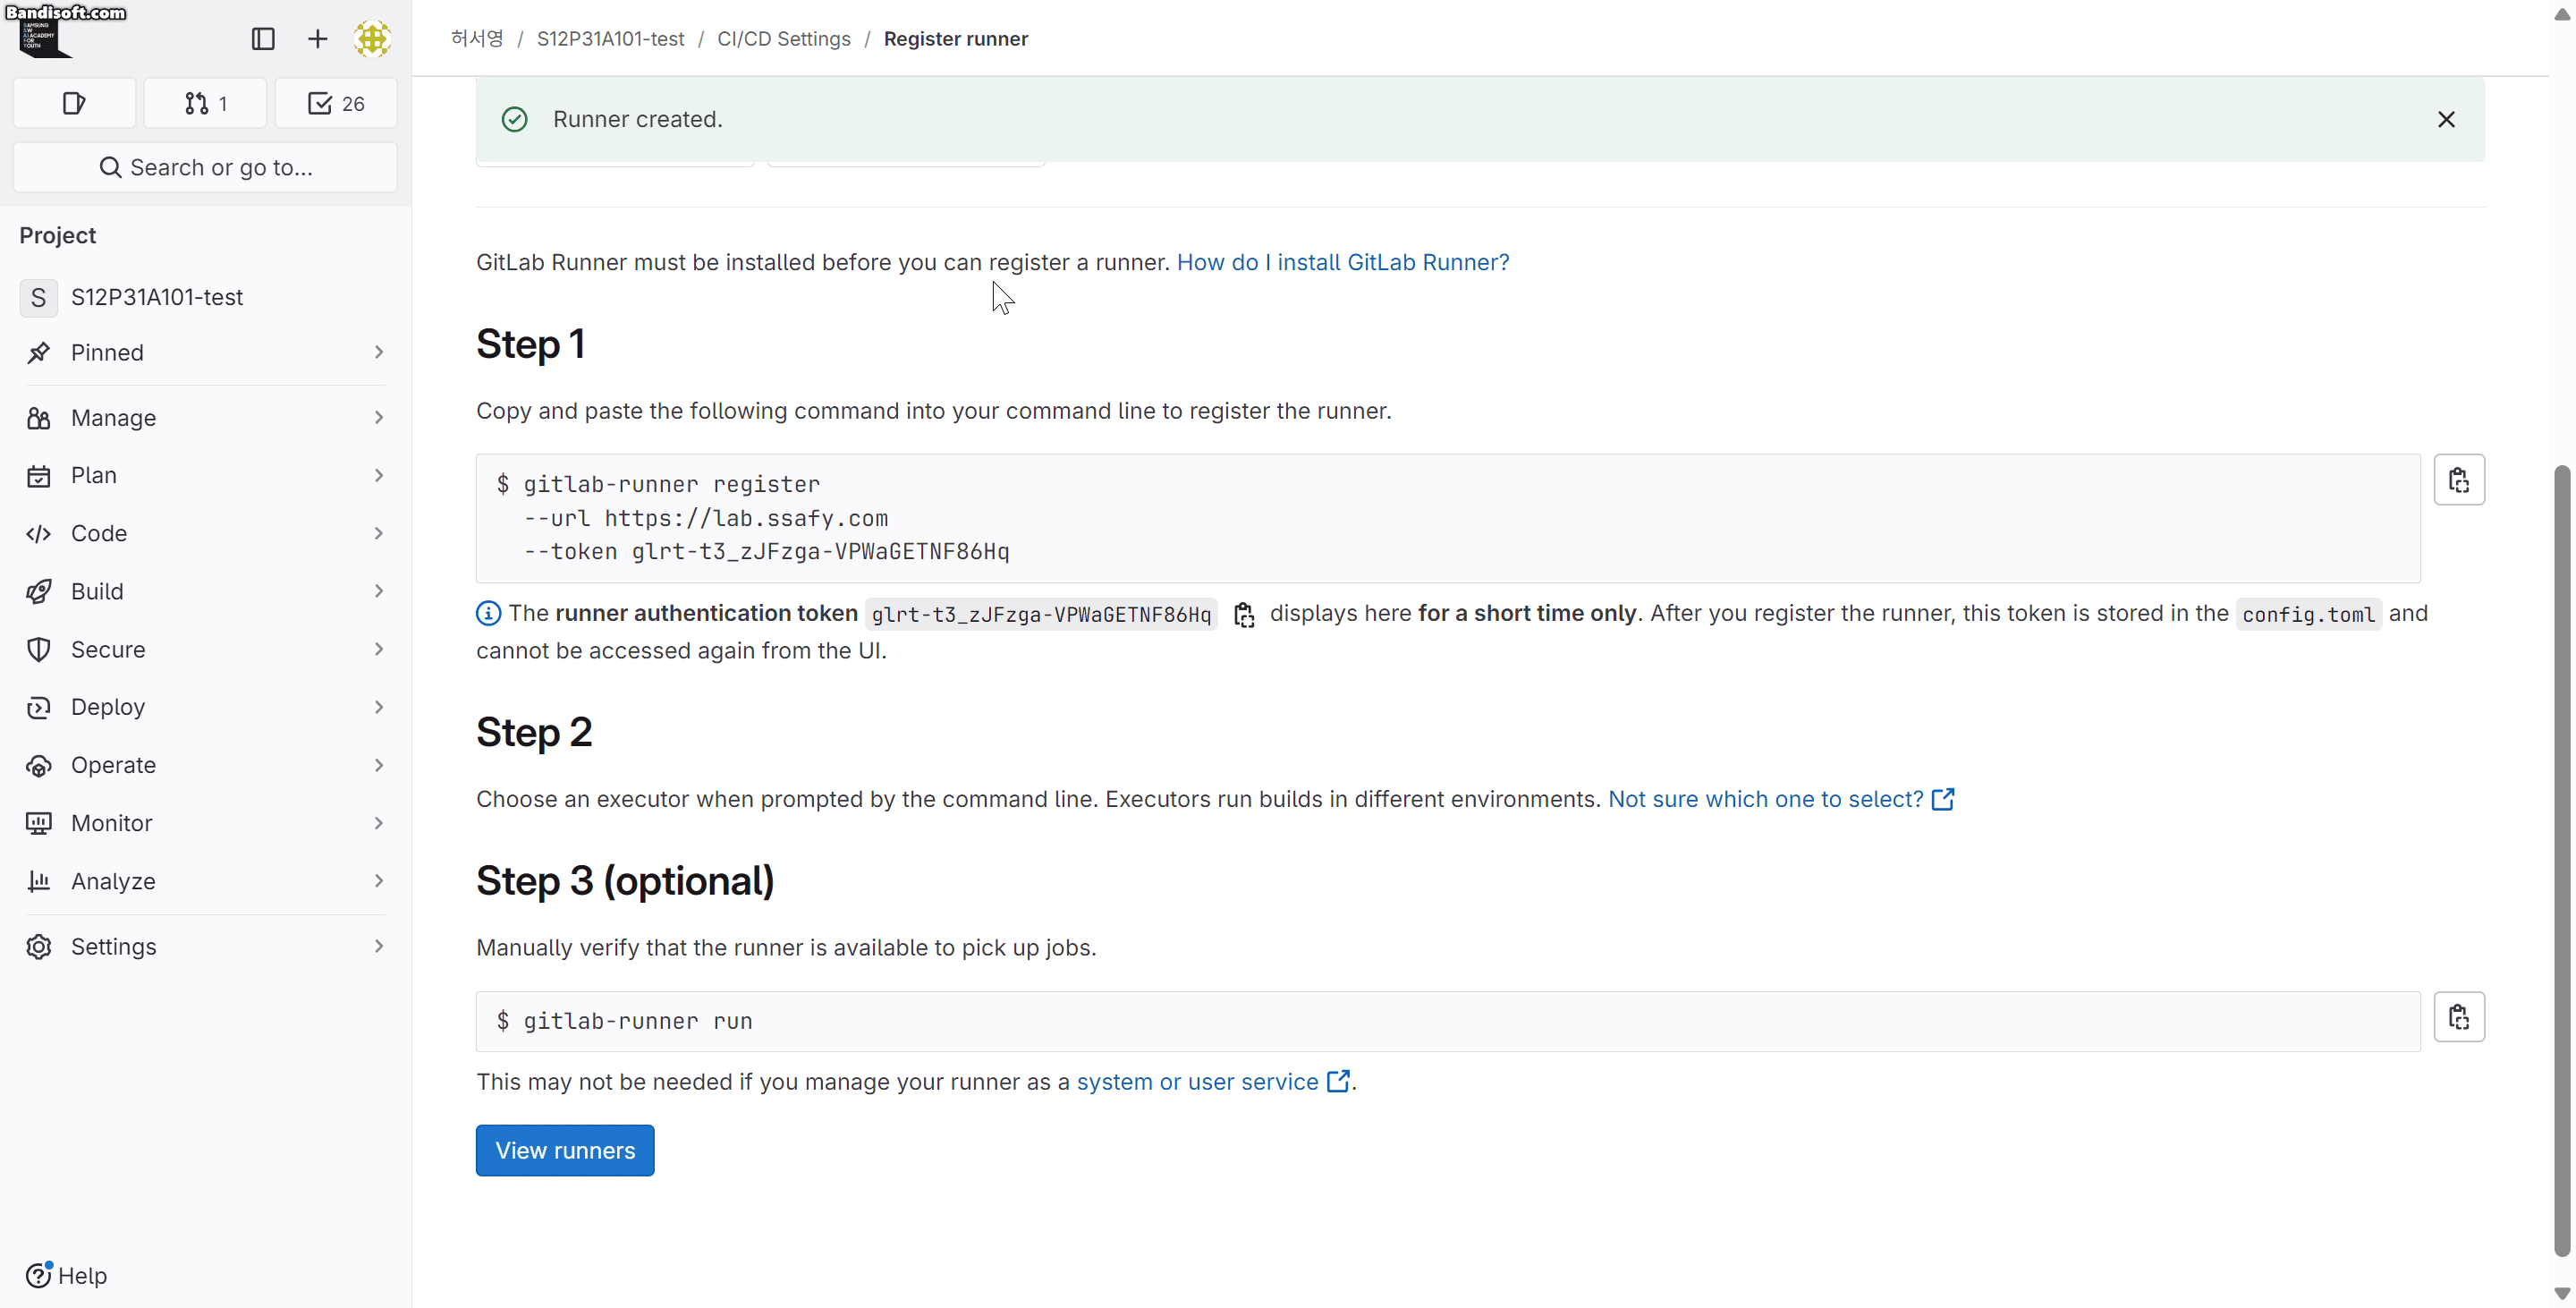 Bandisoft.com
SAMSUNG
SW
AI ACADEMY
FOR
YOUTH
1
26
Search or go to...
Project
S S12P31A101-test
Pinned
Manage
Plan
Code
Build
Secure
Deploy
Operate
Monitor
Analyze
Settings
Help
허서영 / S12P31A101-test / CI/CD Settings / Register runner
Runner created.
GitLab Runner must be installed before you can register a runner. How do I install GitLab Runner?
Step 1
Copy and paste the following command into your command line to register the runner.
$ gitlab-runner register
--url https://lab.ssafy.com
--token glrt-t3_zJFzga-VPWaGETNF86Hq
The runner authentication token glrt-t3_zJFzga-VPWaGETNF86Hq displays here for a short time only. After you register the runner, this token is stored in the config.toml and
cannot be accessed again from the UI.
Step 2
Choose an executor when prompted by the command line. Executors run builds in different environments. Not sure which one to select?
Step 3 (optional)
Manually verify that the runner is available to pick up jobs.
$ gitlab-runner run
This may not be needed if you manage your runner as a system or user service.
View runners